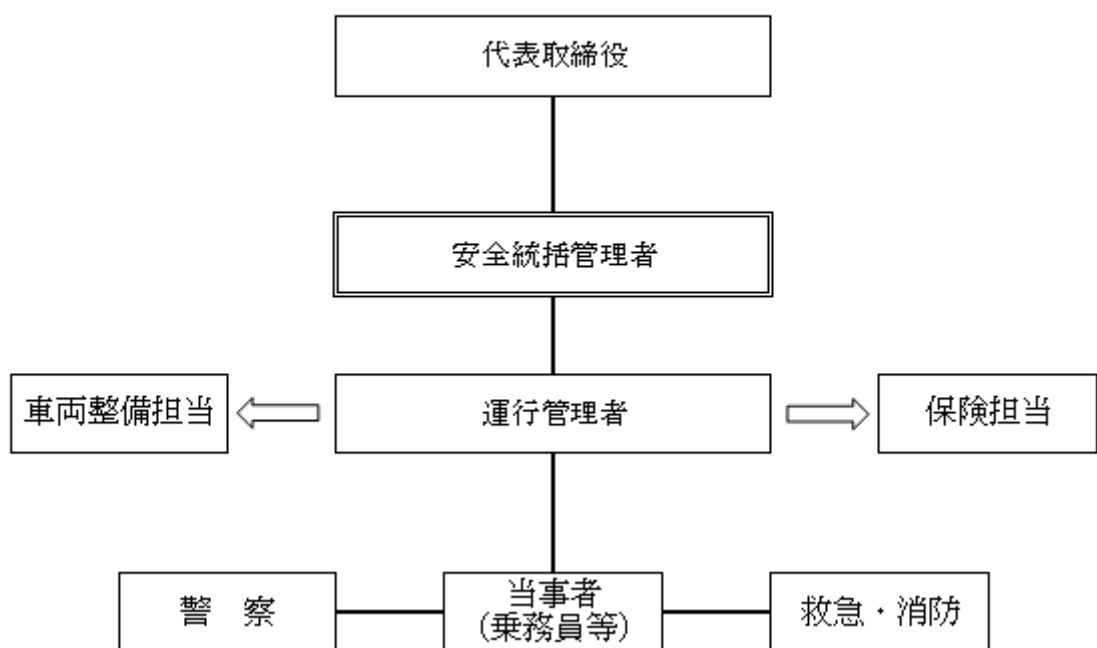 代表取締役
安全統括管理者
車両整備担当
運行管理者
保険担当
警　察
当事者
(乗務員等)
救急・消防